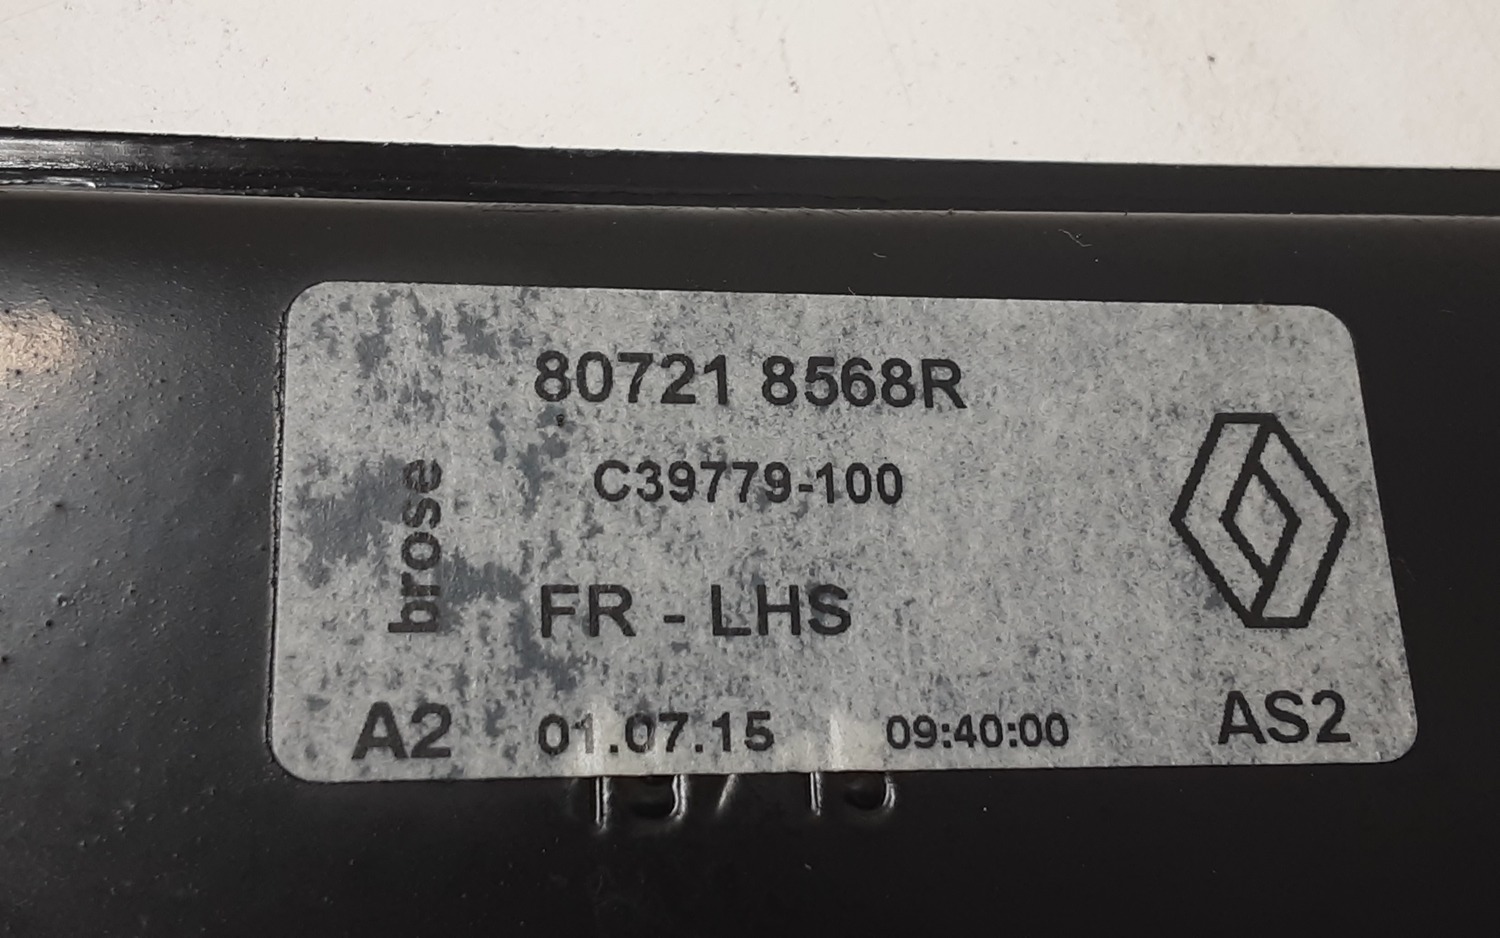 80721 8568R
C39779-100
brose
FR - LHS
A2 01.07.15 09:40:00 AS2